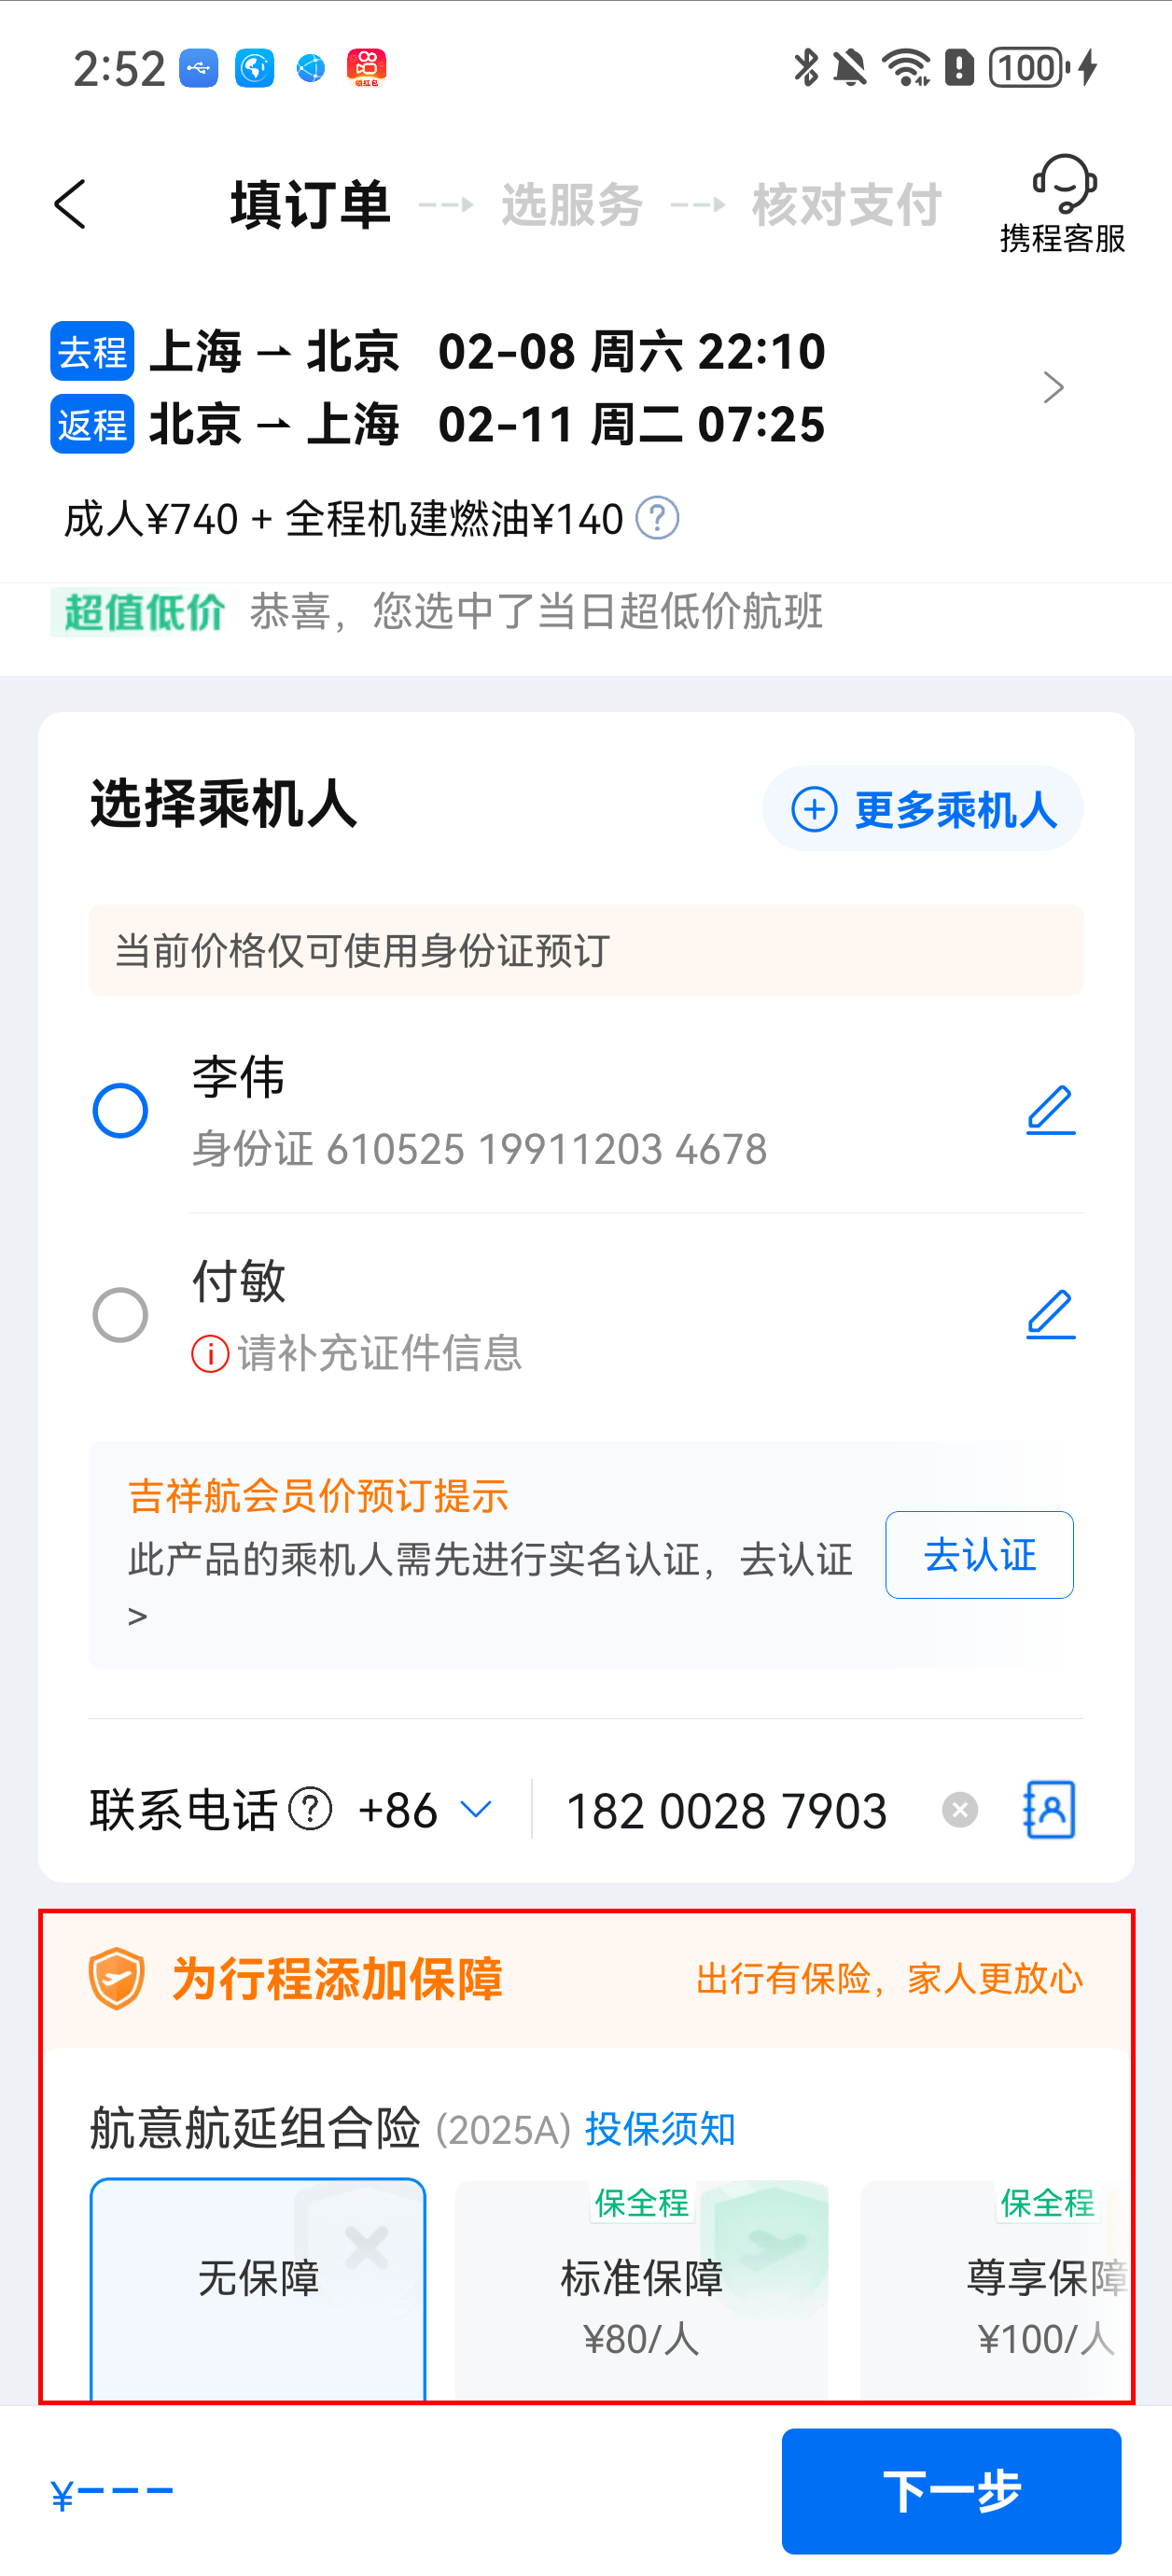 2:52
领红包
100
填订单
选服务
核对支付
携程客服
去程 上海 ⇀ 北京 02-08 周六 22:10
返程 北京 ⇀ 上海 02-11 周二 07:25
成人¥740 + 全程机建燃油¥140 ?
超值低价 恭喜，您选中了当日超低价航班
选择乘机人
更多乘机人
当前价格仅可使用身份证预订
李伟
身份证 610525 19911203 4678
付敏
请补充证件信息
吉祥航会员价预订提示
此产品的乘机人需先进行实名认证，去认证
>
去认证
联系电话 ? +86 182 0028 7903
为行程添加保障
出行有保险，家人更放心
航意航延组合险 (2025A) 投保须知
无保障
保全程
标准保障
¥80/人
保全程
尊享保障
¥100/人
¥---
下一步